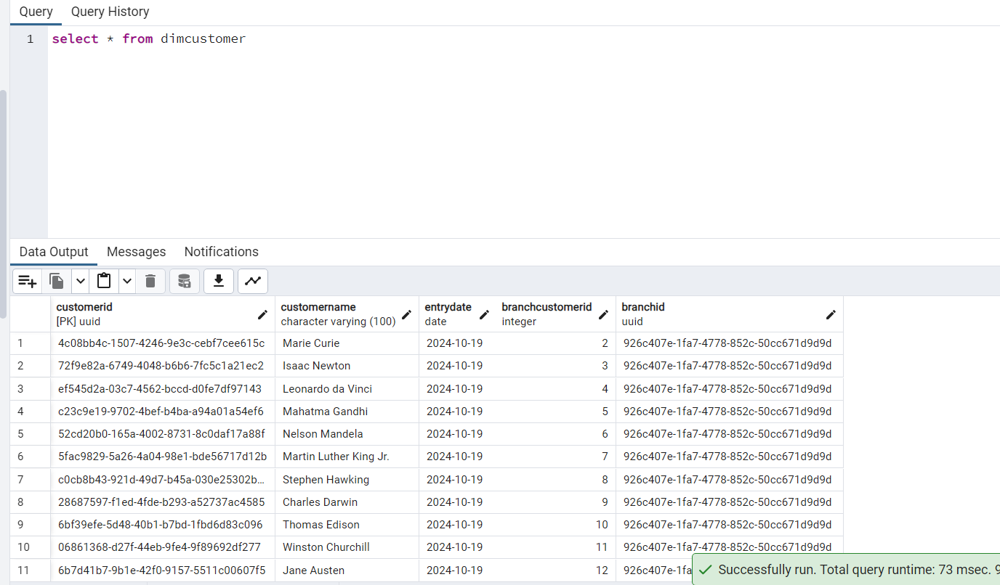 Query Query History
1 select * from dimcustomer
Data Output Messages Notifications
customerid customername entrydate branchcustomerid branchid
[PK] uuid character varying (100) date integer uuid
1 4c08bb4c-1507-4246-9e3c-cebf7cee615c Marie Curie 2024-10-19 2 926c407e-1fa7-4778-852c-50cc671d9d9d
2 72f9e82a-6749-4048-b6b6-7fc5c1a21ec2 Isaac Newton 2024-10-19 3 926c407e-1fa7-4778-852c-50cc671d9d9d
3 ef545d2a-03c7-4562-bccd-d0fe7df97143 Leonardo da Vinci 2024-10-19 4 926c407e-1fa7-4778-852c-50cc671d9d9d
4 c23c9e19-9702-4bef-b4ba-a94a01a54ef6 Mahatma Gandhi 2024-10-19 5 926c407e-1fa7-4778-852c-50cc671d9d9d
5 52cd20b0-165a-4002-8731-8c0daf17a88f Nelson Mandela 2024-10-19 6 926c407e-1fa7-4778-852c-50cc671d9d9d
6 5fac9829-5a26-4a04-98e1-bde56717d12b Martin Luther King Jr. 2024-10-19 7 926c407e-1fa7-4778-852c-50cc671d9d9d
7 c0cb8b43-921d-49d7-b45a-030e25302b... Stephen Hawking 2024-10-19 8 926c407e-1fa7-4778-852c-50cc671d9d9d
8 28687597-f1ed-4fde-b293-a52737ac4585 Charles Darwin 2024-10-19 9 926c407e-1fa7-4778-852c-50cc671d9d9d
9 6bf39efe-5d48-40b1-b7bd-1fbd6d83c096 Thomas Edison 2024-10-19 10 926c407e-1fa7-4778-852c-50cc671d9d9d
10 06861368-d27f-44eb-9fe4-9f89692df277 Winston Churchill 2024-10-19 11 926c407e-1fa7-4778-852c-50cc671d9d9d
11 6b7d41b7-9b1e-42f0-9157-5511c00607f5 Jane Austen 2024-10-19 12 926c407e-1fa
Successfully run. Total query runtime: 73 msec. 9